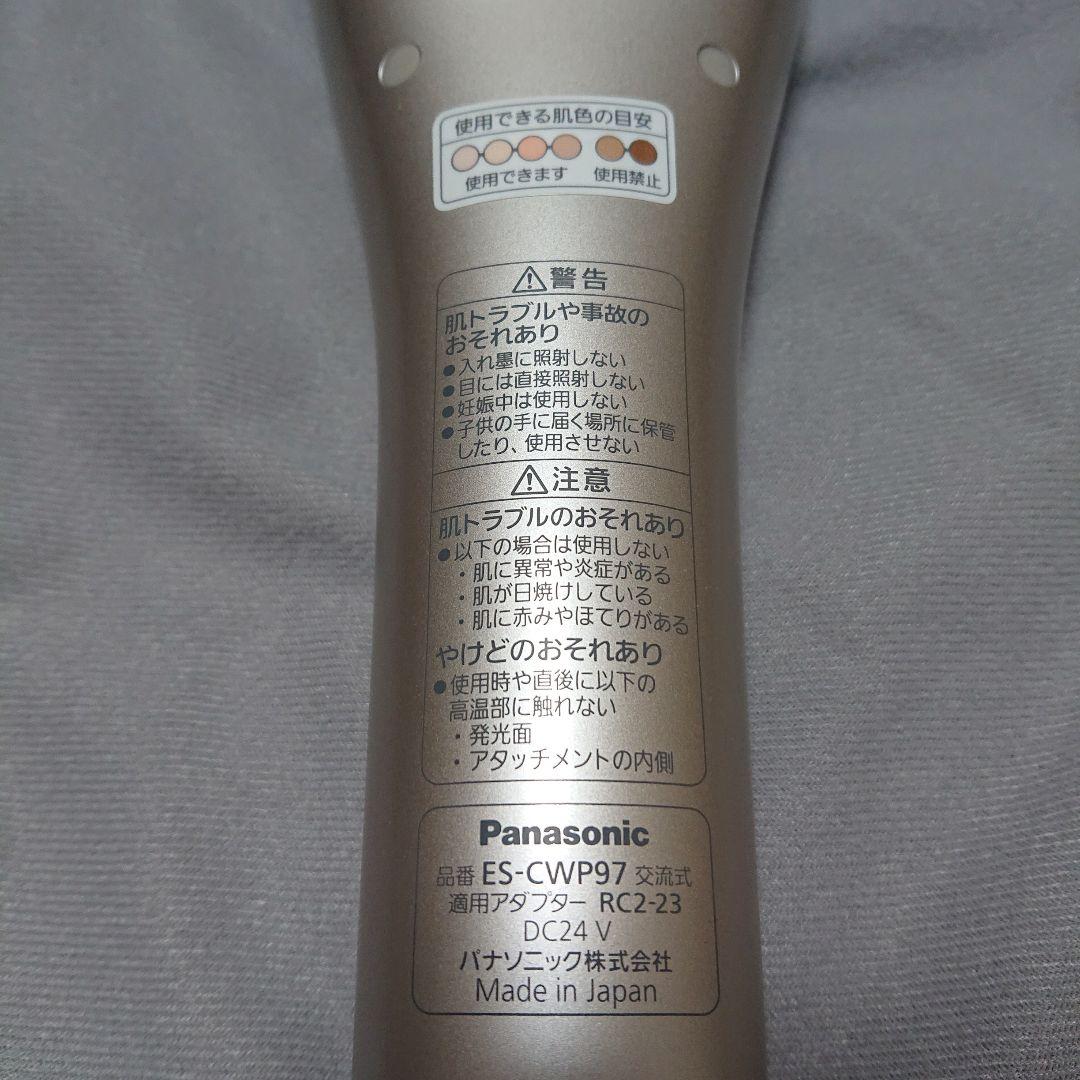 使用できる肌色の目安
使用できます 使用禁止
⚠警告
肌トラブルや事故の
おそれあり
●入れ墨に照射しない
●目には直接照射しない
●妊娠中は使用しない
●子供の手に届く場所に保管
したり、使用させない
⚠注意
肌トラブルのおそれあり
●以下の場合は使用しない
・肌に異常や炎症がある
・肌が日焼けしている
・肌に赤みやほてりがある
やけどのおそれあり
●使用時や直後に以下の
高温部に触れない
・発光面
・アタッチメントの内側
Panasonic
品番 ES-CWP97 交流式
適用アダプター RC2-23
DC24 V
パナソニック株式会社
Made in Japan